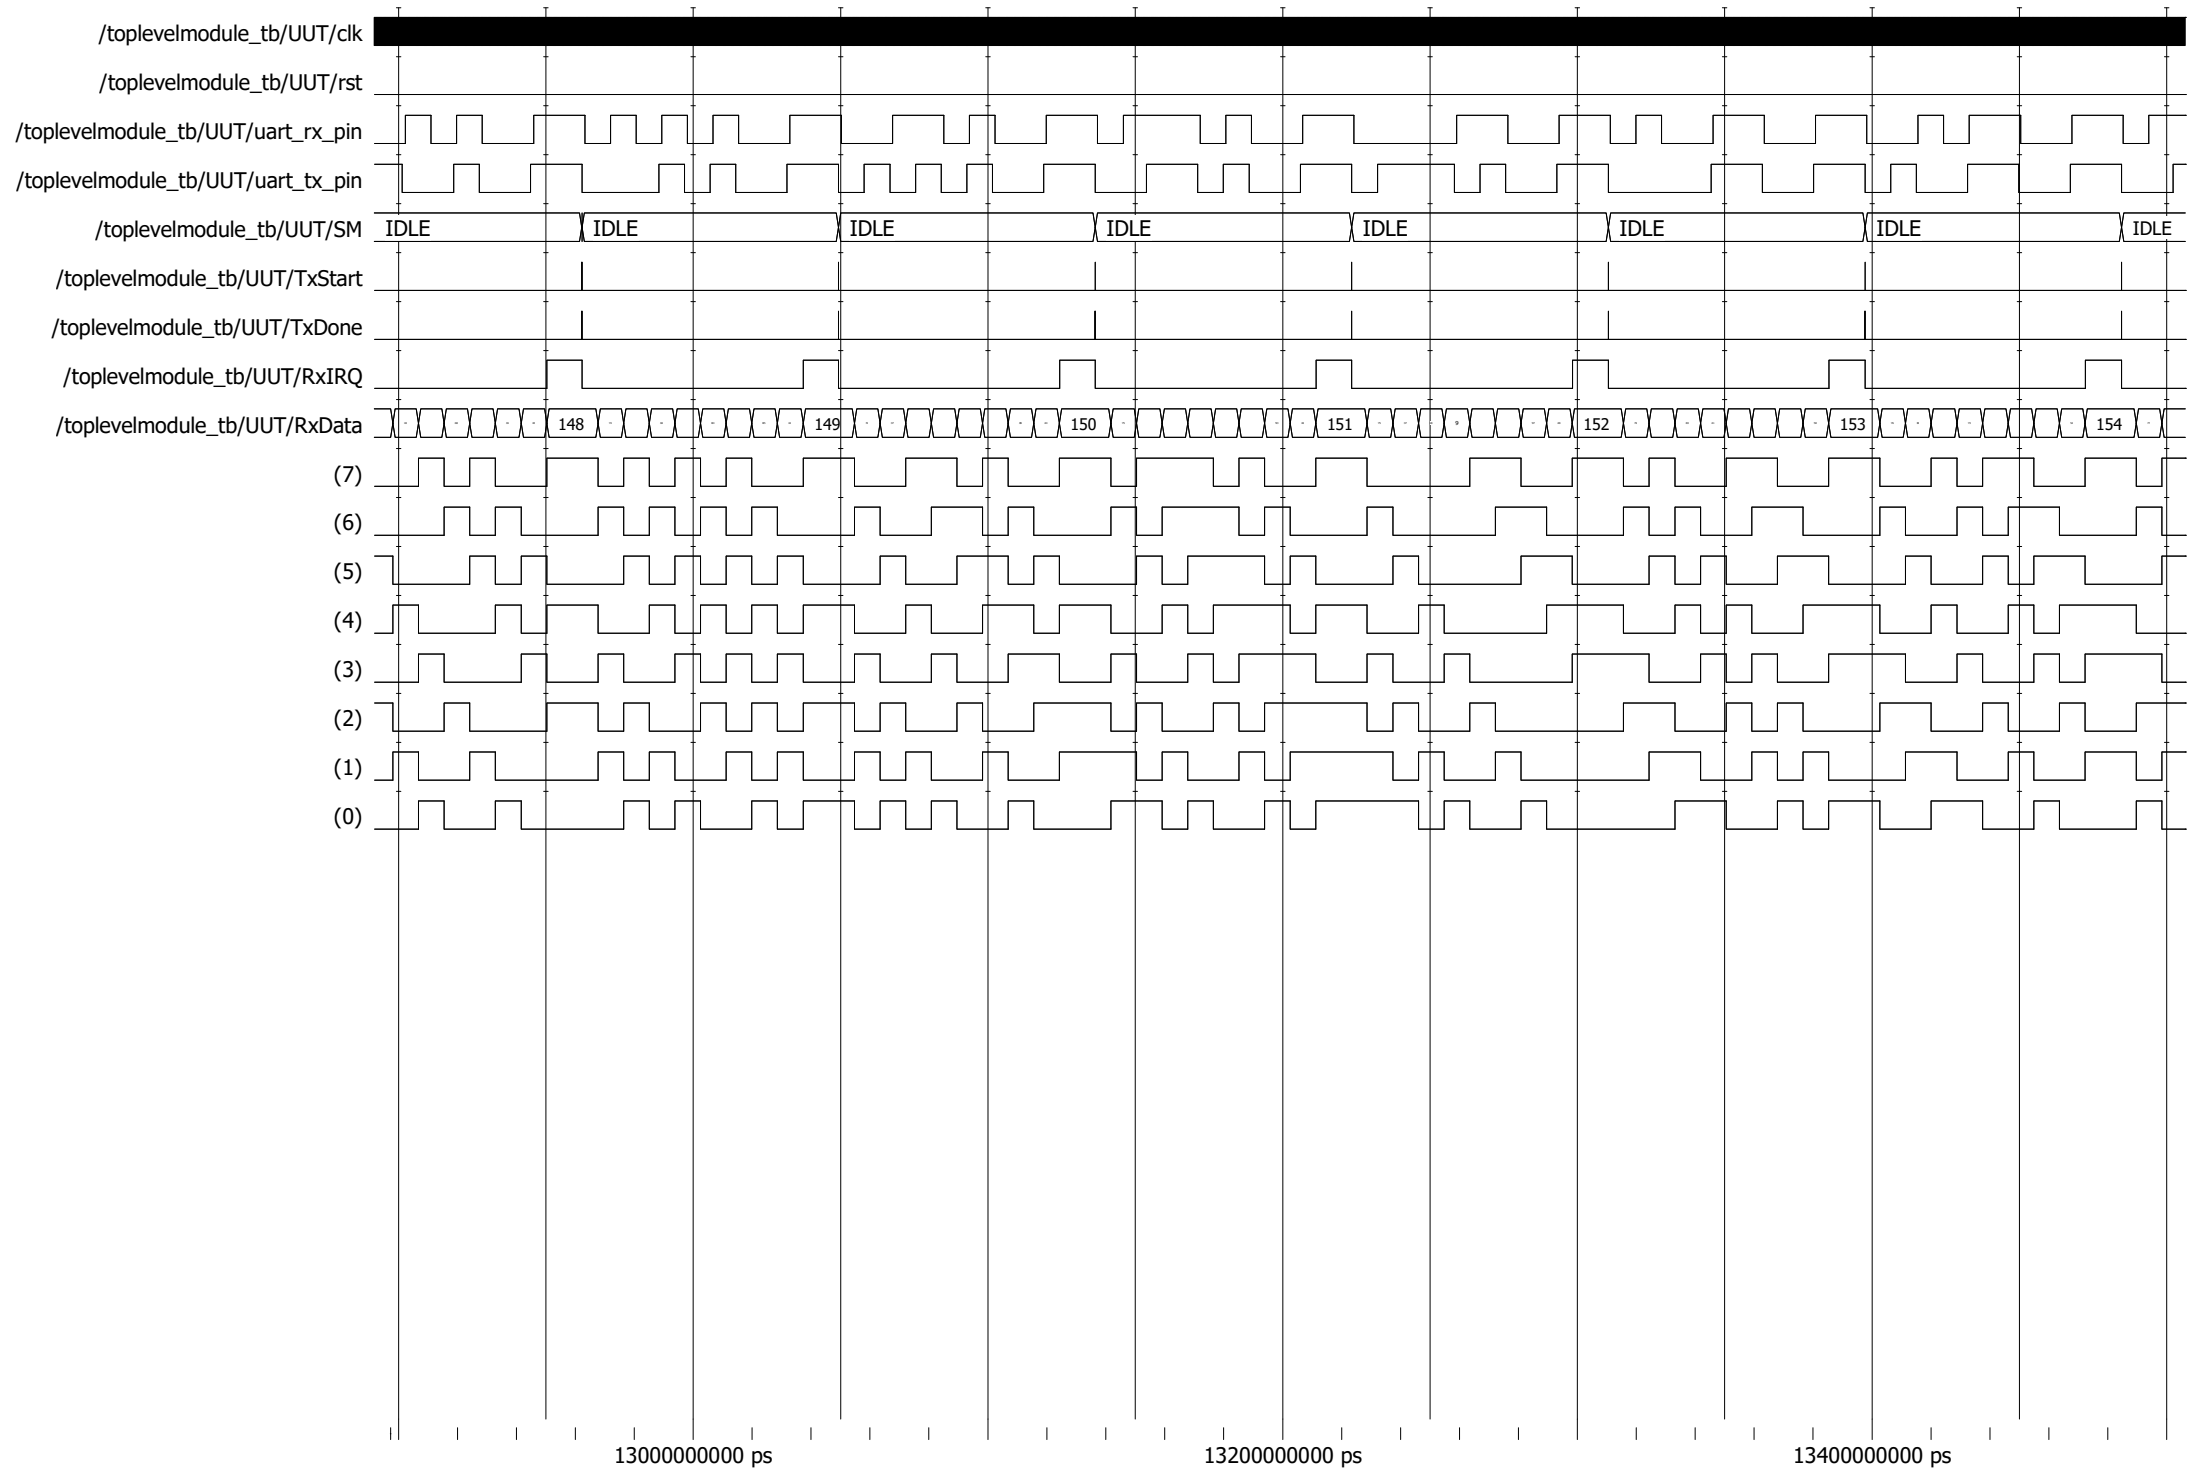 /toplevelmodule_tb/UUT/clk
/toplevelmodule_tb/UUT/rst
/toplevelmodule_tb/UUT/uart_rx_pin
/toplevelmodule_tb/UUT/uart_tx_pin
/toplevelmodule_tb/UUT/SM IDLE IDLE IDLE IDLE IDLE IDLE IDLE IDLE
/toplevelmodule_tb/UUT/TxStart
/toplevelmodule_tb/UUT/TxDone
/toplevelmodule_tb/UUT/RxIRQ
/toplevelmodule_tb/UUT/RxData 148 149 150 151 152 153 154
(7)
(6)
(5)
(4)
(3)
(2)
(1)
(0)
13000000000 ps 13200000000 ps 13400000000 ps